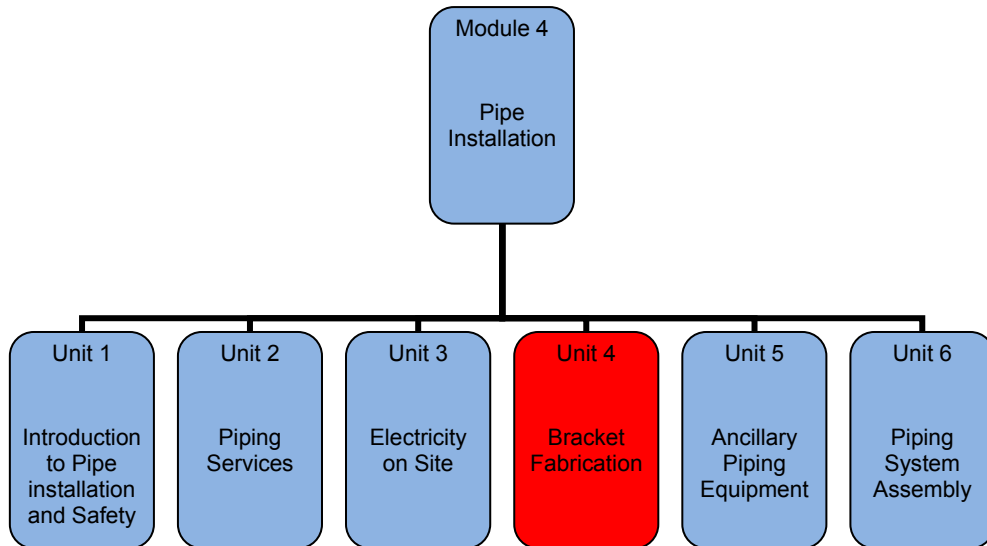 Module 4
Pipe
Installation
Unit 1
Introduction
to Pipe
installation
and Safety
Unit 2
Piping
Services
Unit 3
Electricity
on Site
Unit 4
Bracket
Fabrication
Unit 5
Ancillary
Piping
Equipment
Unit 6
Piping
System
Assembly